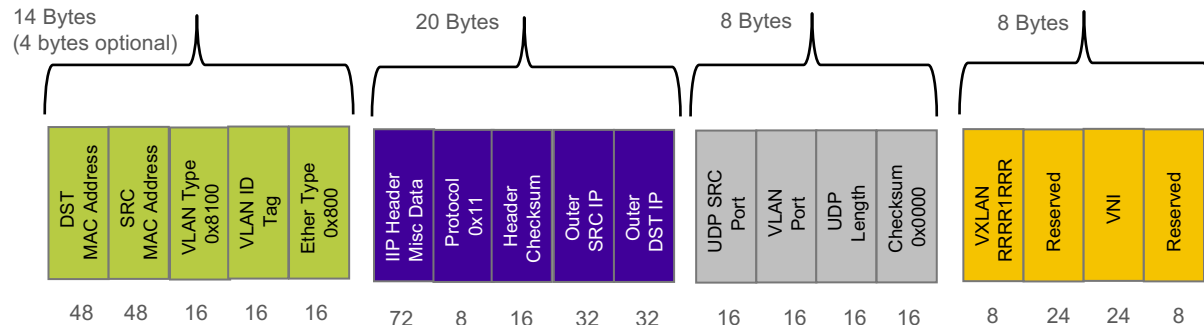 14 Bytes
(4 bytes optional)
20 Bytes
8 Bytes
8 Bytes
DST
MAC Address
SRC
MAC Address
VLAN Type
0x8100
VLAN ID
Tag
Ether Type
0x800
IIP Header
Misc Data
Protocol
0x11
Header
Checksum
Outer
SRC IP
Outer
DST IP
UDP SRC
Port
VLAN
Port
UDP
Length
Checksum
0x0000
VXLAN
RRRR1RRR
Reserved
VNI
Reserved
48 48 16 16 16 72 8 16 32 32 16 16 16 16 8 24 24 8